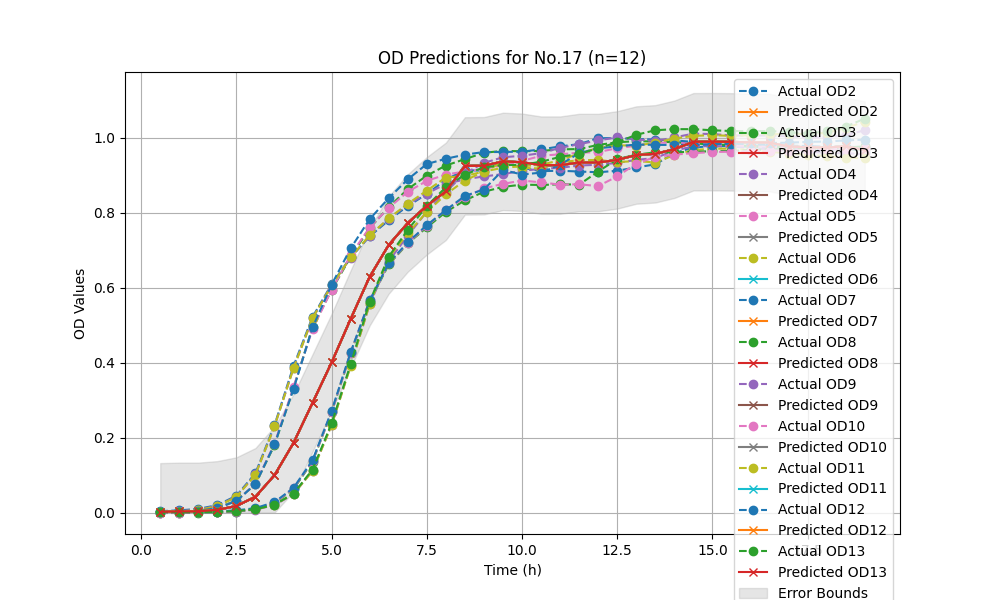 OD Predictions for No.17 (n=12)
OD Values
1.0
0.8
0.6
0.4
0.2
0.0
0.0
2.5
5.0
7.5
10.0
12.5
15.0
Time (h)
Actual OD2
Predicted OD2
Actual OD3
Predicted OD3
Actual OD4
Predicted OD4
Actual OD5
Predicted OD5
Actual OD6
Predicted OD6
Actual OD7
Predicted OD7
Actual OD8
Predicted OD8
Actual OD9
Predicted OD9
Actual OD10
Predicted OD10
Actual OD11
Predicted OD11
Actual OD12
Predicted OD12
Actual OD13
Predicted OD13
Error Bounds